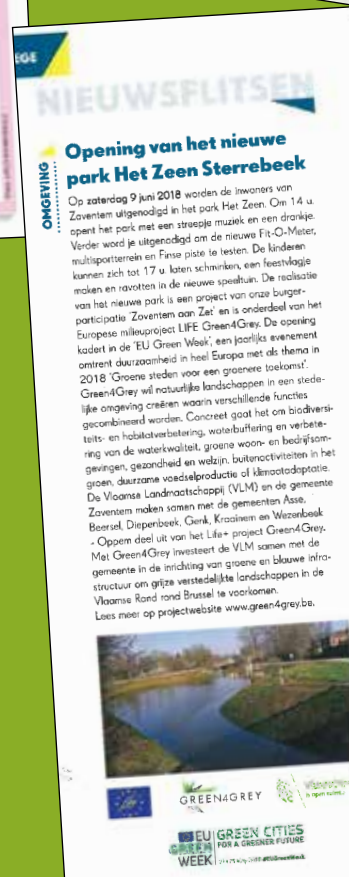 EGE
NIEUWSFLITSEN
OMGEVING
Opening van het nieuwe
park Het Zeen Sterrebeek
Op zaterdag 9 juni 2018 worden de inwoners van
Zaventem uitgenodigd in het park Het Zeen. Om 14 u.
opent het park met een streepje muziek en een drankje.
Verder word je uitgenodigd om de nieuwe Fit-O-Meter,
multisportterrein en Finse piste te testen. De kinderen
kunnen zich tot 17 u. laten schminken, een feestvlagje
maken en ravotten in de nieuwe speeltuin. De realisatie
van het nieuwe park is een project van onze burger-
participatie 'Zaventem aan Zet' en is onderdeel van het
Europese milieuproject LIFE Green4Grey. De opening
kadert in de 'EU Green Week', een jaarlijks evenement
omtrent duurzaamheid in heel Europa met als thema in
2018 'Groene steden voor een groenere toekomst'.
Green4Grey wil natuurlijke landschappen in een stede-
lijke omgeving creëren waarin verschillende functies
gecombineerd worden. Concreet gaat het om biodiversi-
teits- en habitatverbetering, waterbuffering en verbete-
ring van de waterkwaliteit, groene woon- en bedrijfsom-
gevingen, gezondheid en welzijn, buitenactiviteiten in het
groen, duurzame voedselproductie of klimaatadaptatie.
De Vlaamse Landmaatschappij (VLM) en de gemeente
Zaventem maken samen met de gemeenten Asse,
Beersel, Diepenbeek, Genk, Kraainem en Wezenbeek
- Oppem deel uit van het Life+ project Green4Grey.
Met Green4Grey investeert de VLM samen met de
gemeente in de inrichting van groene en blauwe infra-
structuur om grijze verstedelijkte landschappen in de
Vlaamse Rand rond Brussel te voorkomen.
Lees meer op projectwebsite www.green4grey.be.
GREEN4GREY
is open ruimte
EU GREEN CITIES
GREEN FOR A GREENER FUTURE
WEEK #EUGreenWeek